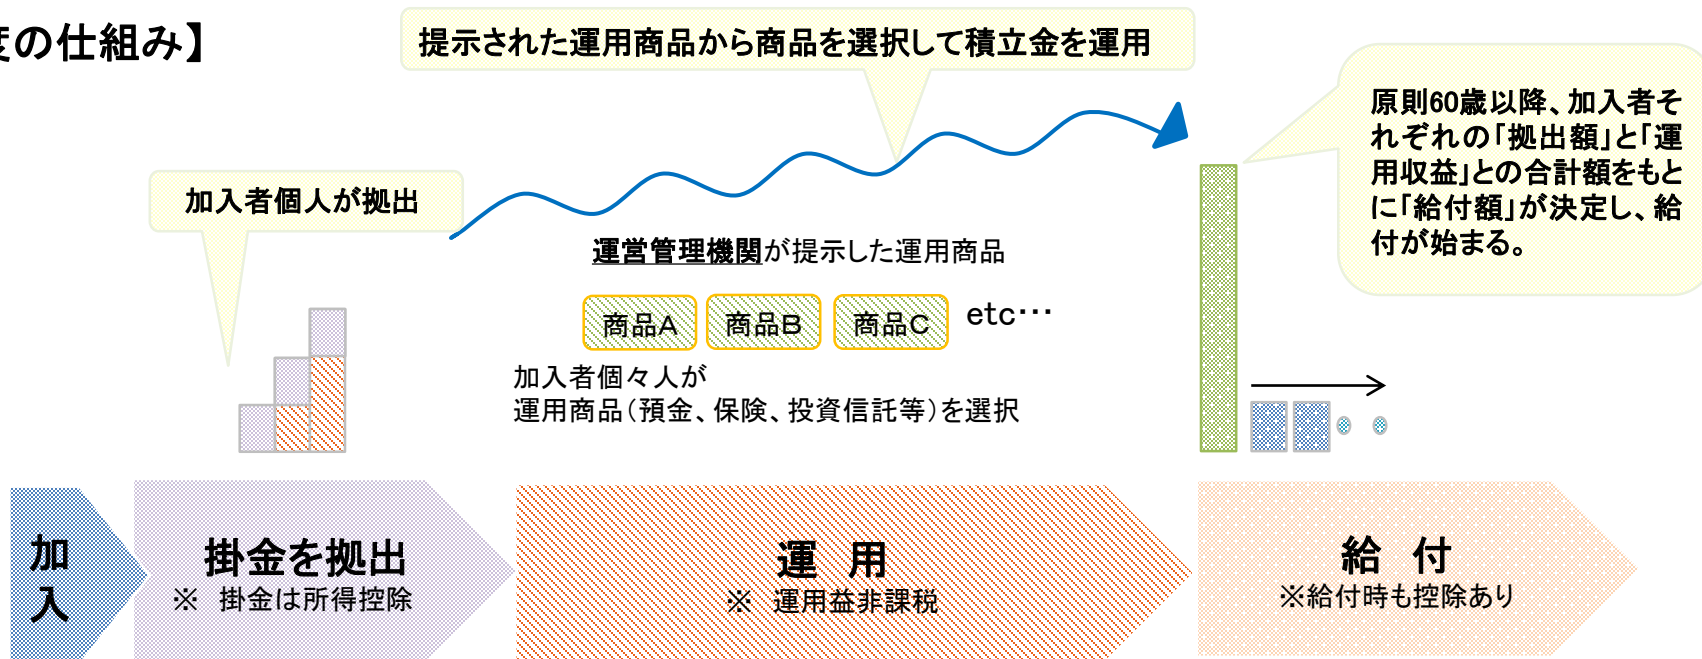 度の仕組み】
提示された運用商品から商品を選択して積立金を運用
原則60歳以降、加入者そ
れぞれの「拠出額」と「運
用収益」との合計額をもと
に「給付額」が決定し、給
付が始まる。
加入者個人が拠出
運営管理機関が提示した運用商品
商品A 商品B 商品C etc…
加入者個々人が
運用商品（預金、保険、投資信託等）を選択
加
入
掛金を拠出
※ 掛金は所得控除
運 用
※ 運用益非課税
給 付
※給付時も控除あり